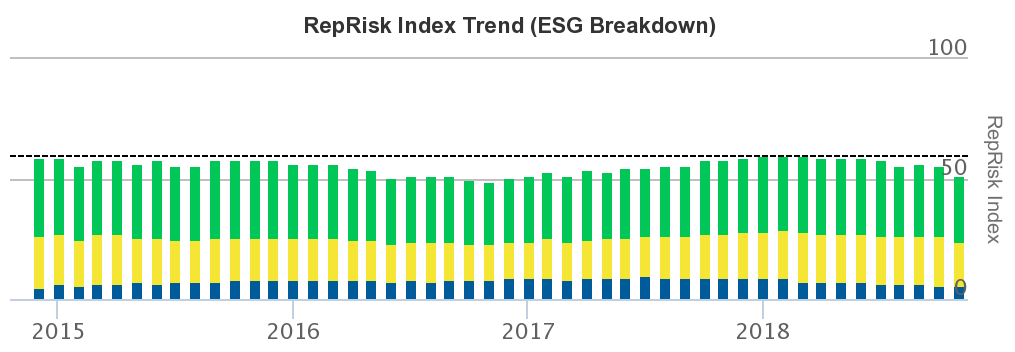 RepRisk Index Trend (ESG Breakdown)
100
50
0
RepRisk Index
2015 2016 2017 2018